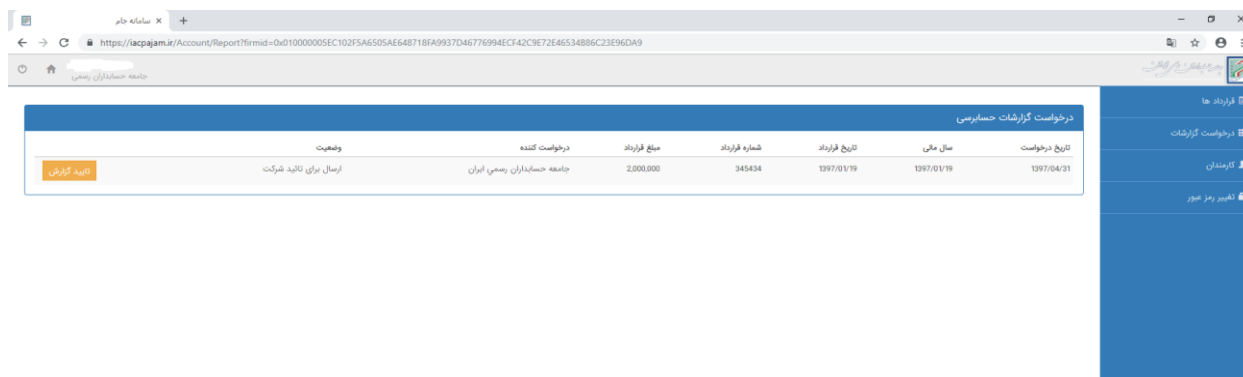 سامانه جام
https://iacpajam.ir/Account/Report?firmid=0x010000005EC102F5A6505AE648718FA9937D46776994ECF42C9E72E46534B86C23E96DA9
جامعه حسابداران رسمی
قرارداد ها
درخواست گزارشات
کارمندان
تغییر رمز عبور
درخواست گزارشات حسابرسی
تاریخ درخواست سال مالی تاریخ قرارداد شماره قرارداد مبلغ قرارداد درخواست کننده وضعیت
1397/04/31 1397/01/19 1397/01/19 345434 2,000,000 جامعه حسابداران رسمي ايران ارسال برای تائید شرکت تایید گزارش